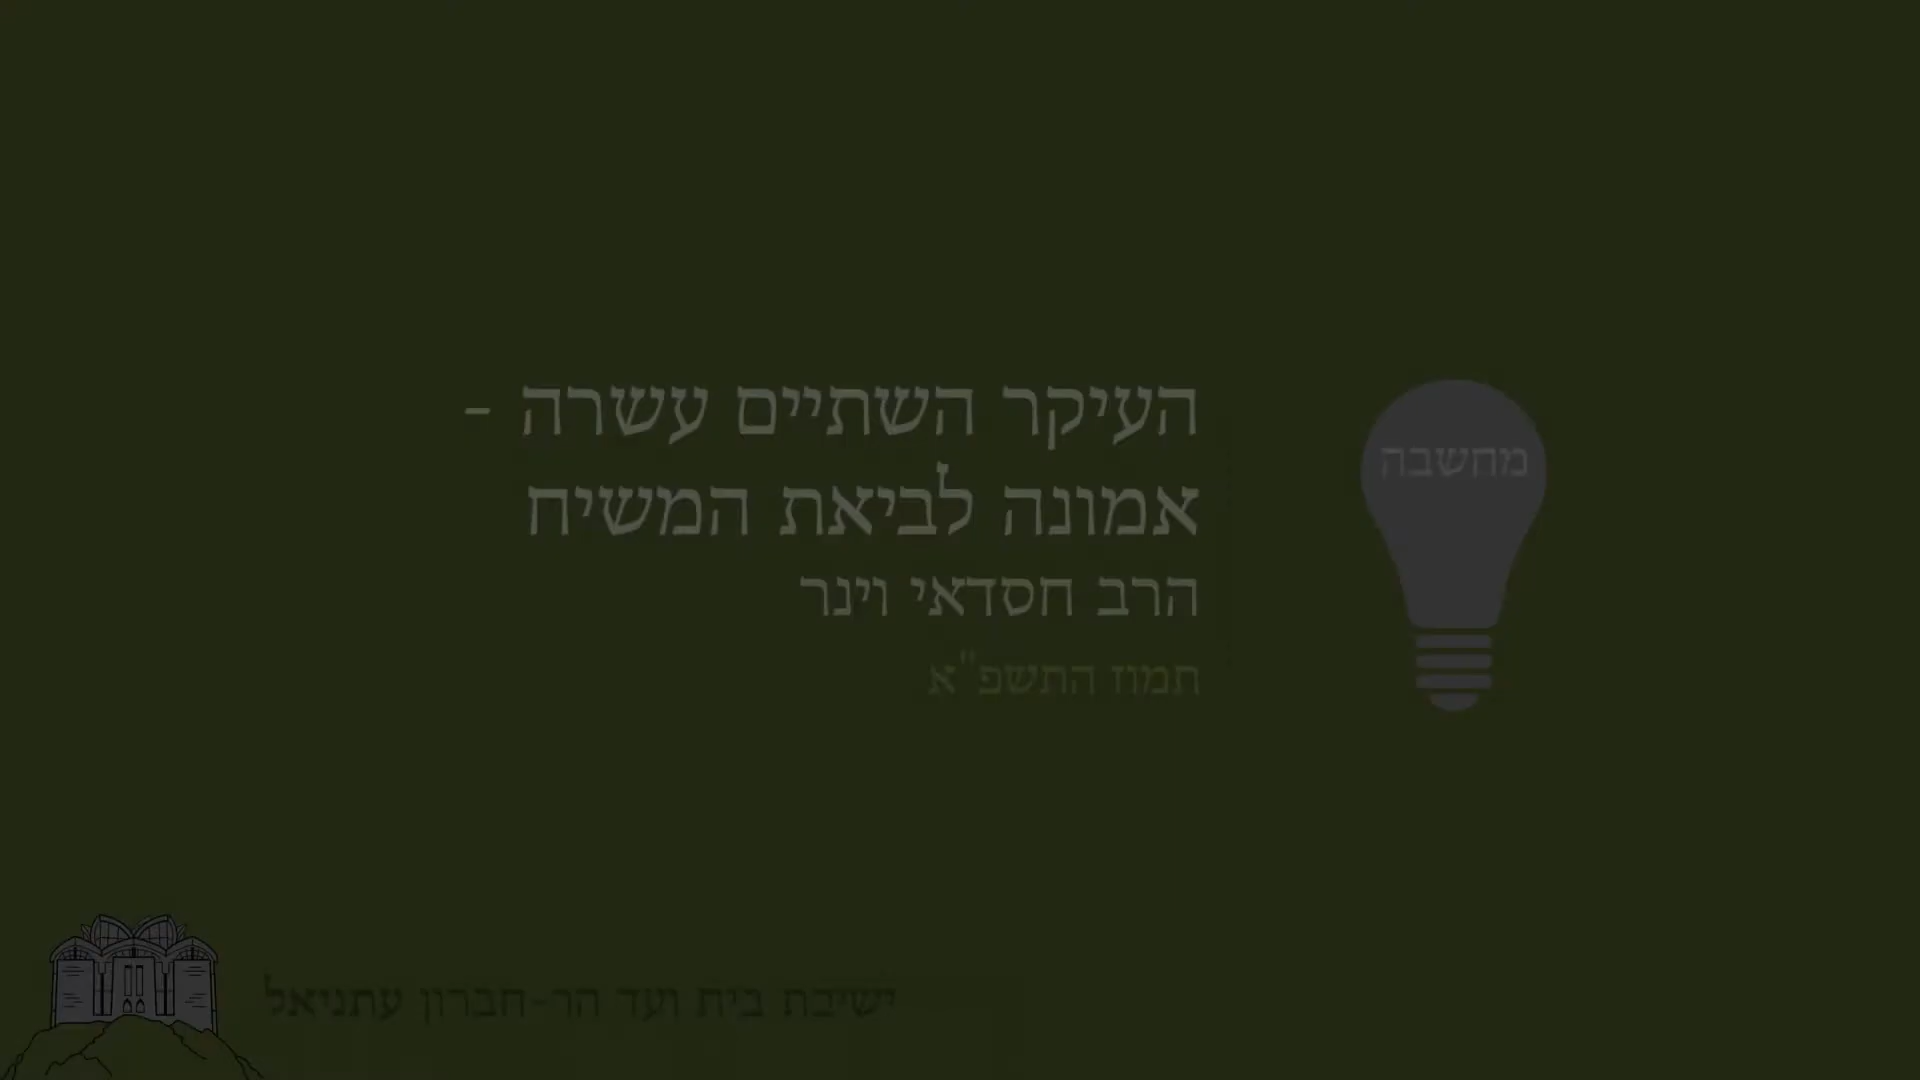 העיקר השתיים עשרה -
אמונה לביאת המשיח
הרב חסדאי וינר
תמוז התשפ"א
מחשבה
ישיבת בית ועד הר-חברון עתניאל